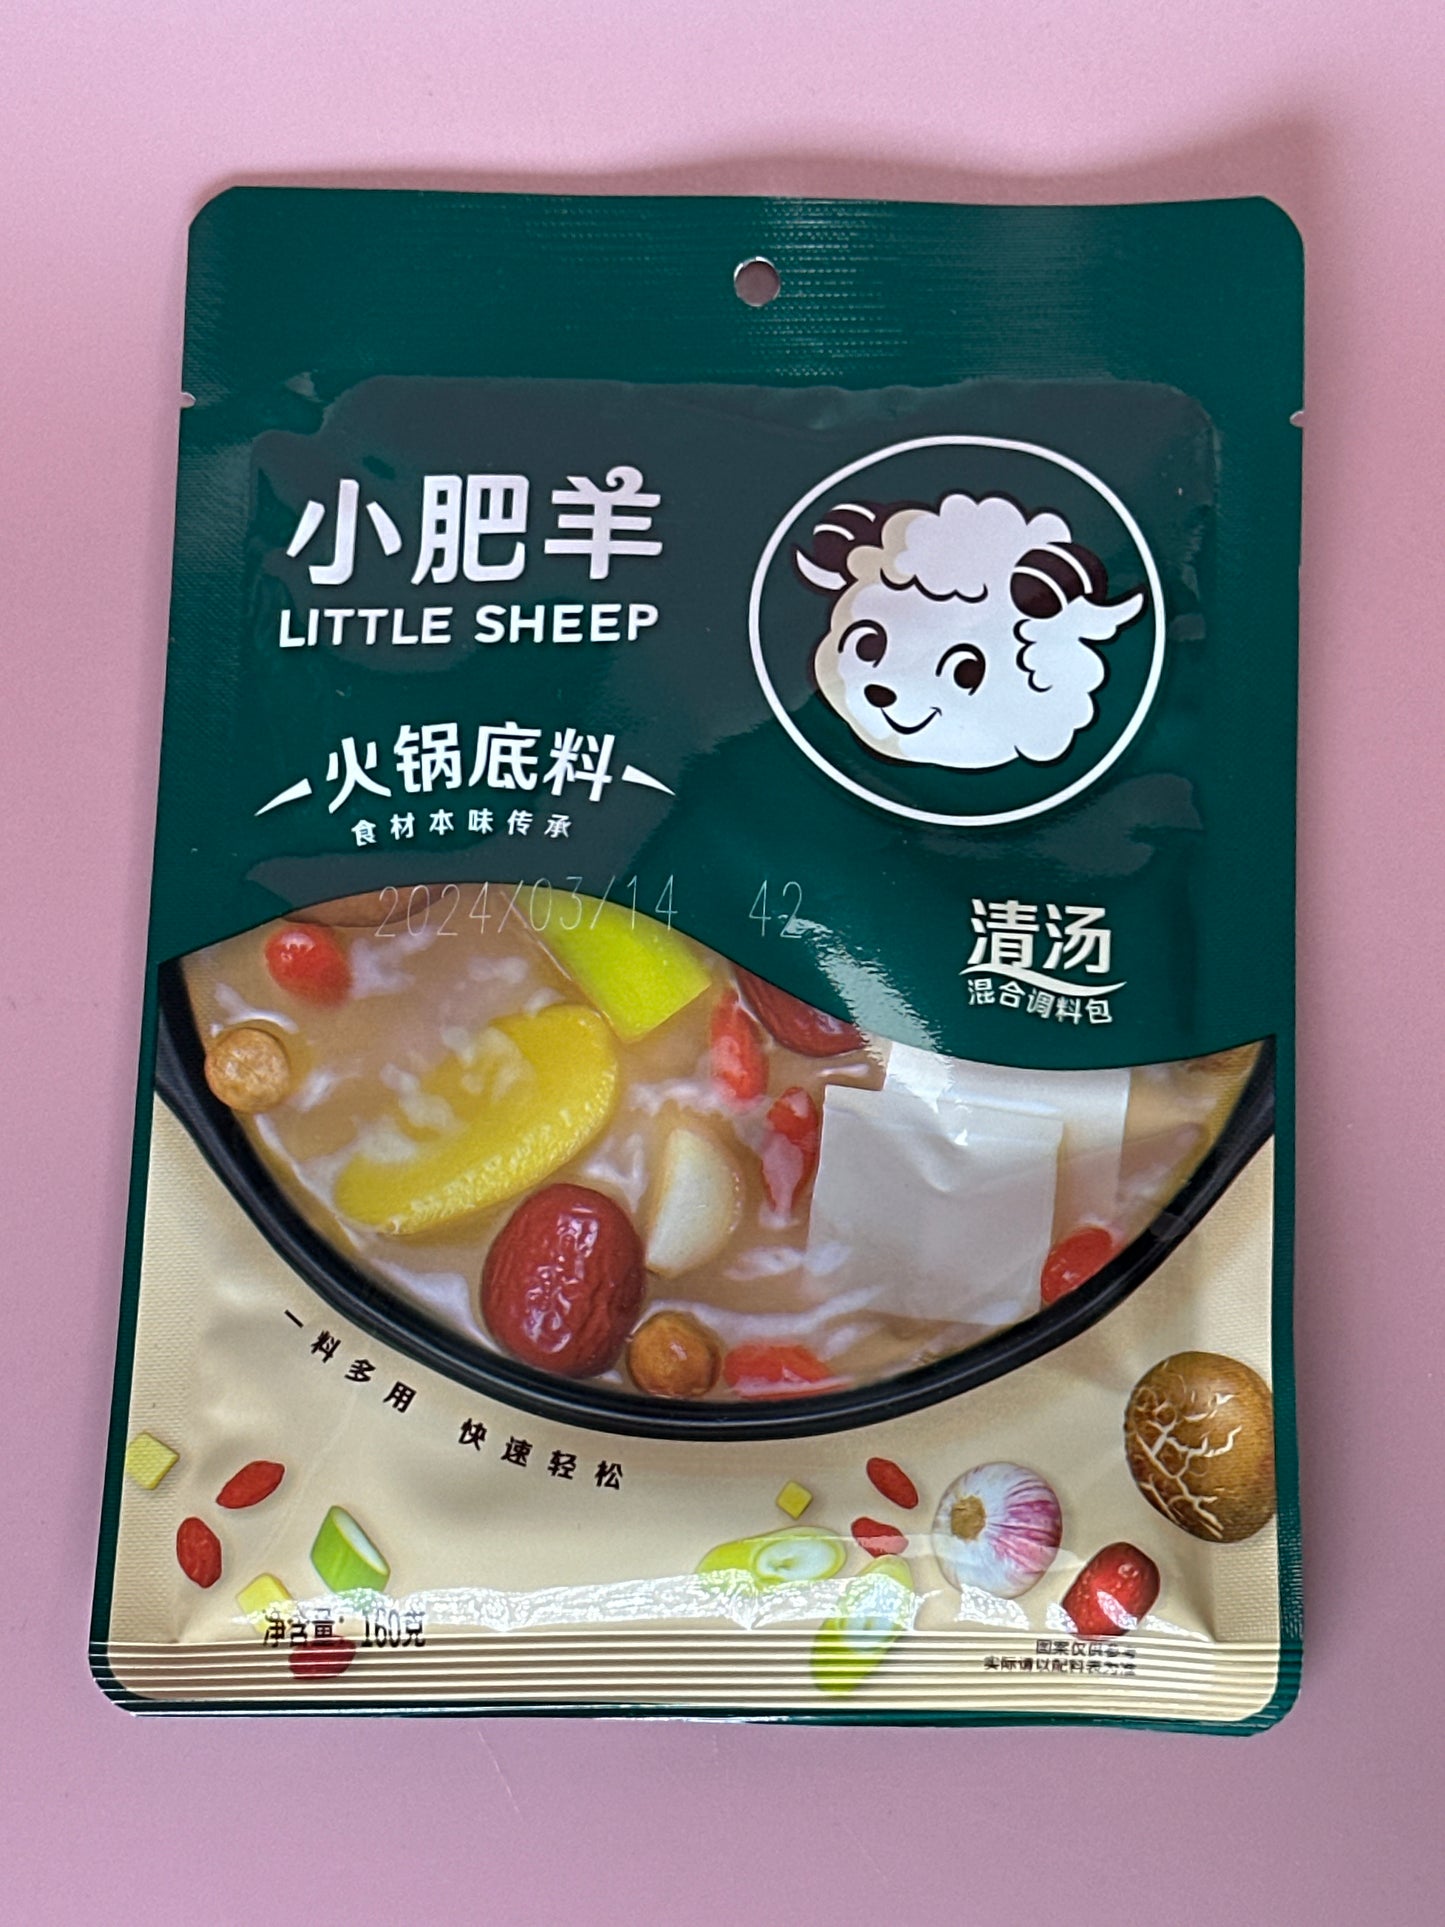 小肥羊
LITTLE SHEEP
火锅底料
食材本味传承
2024/03/14 42
清汤
混合调料包
一料多用 快速轻松
净含量：160克
图案仅供参考
实际请以配料表为准